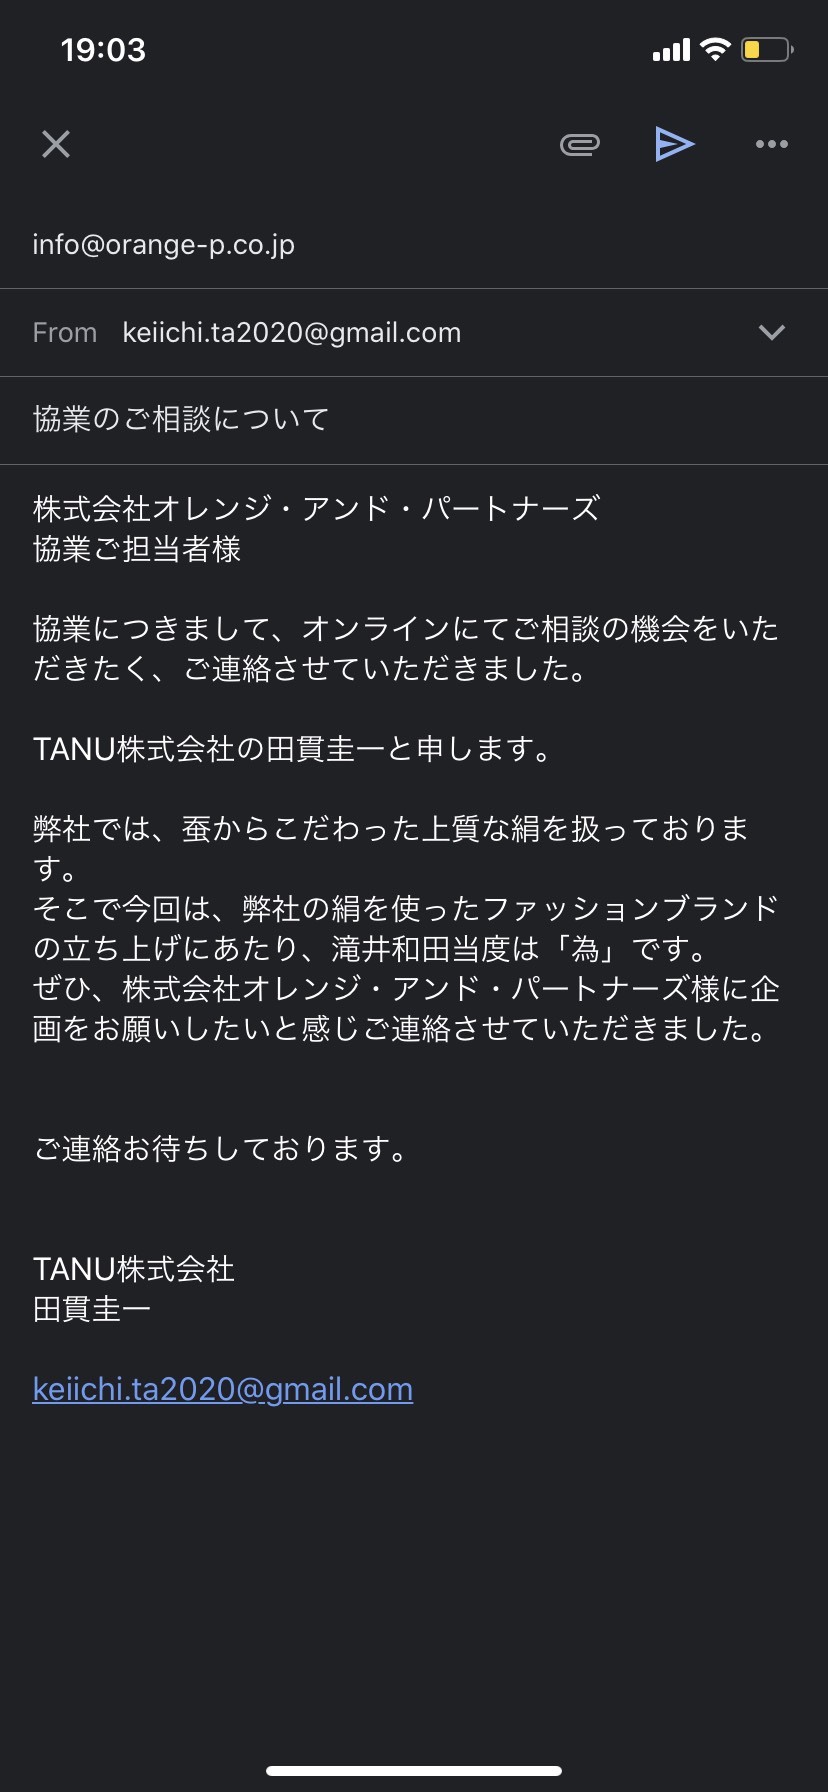 19:03
info@orange-p.co.jp
From keiichi.ta2020@gmail.com
協業のご相談について
株式会社オレンジ・アンド・パートナーズ
協業ご担当者様
協業につきまして、オンラインにてご相談の機会をいた
だきたく、ご連絡させていただきました。
TANU株式会社の田貫圭一と申します。
弊社では、蚕からこだわった上質な絹を扱っておりま
す。
そこで今回は、弊社の絹を使ったファッションブランド
の立ち上げにあたり、滝井和田当度は「為」です。
ぜひ、株式会社オレンジ・アンド・パートナーズ様に企
画をお願いしたいと感じご連絡させていただきました。
ご連絡お待ちしております。
TANU株式会社
田貫圭一
keiichi.ta2020@gmail.com